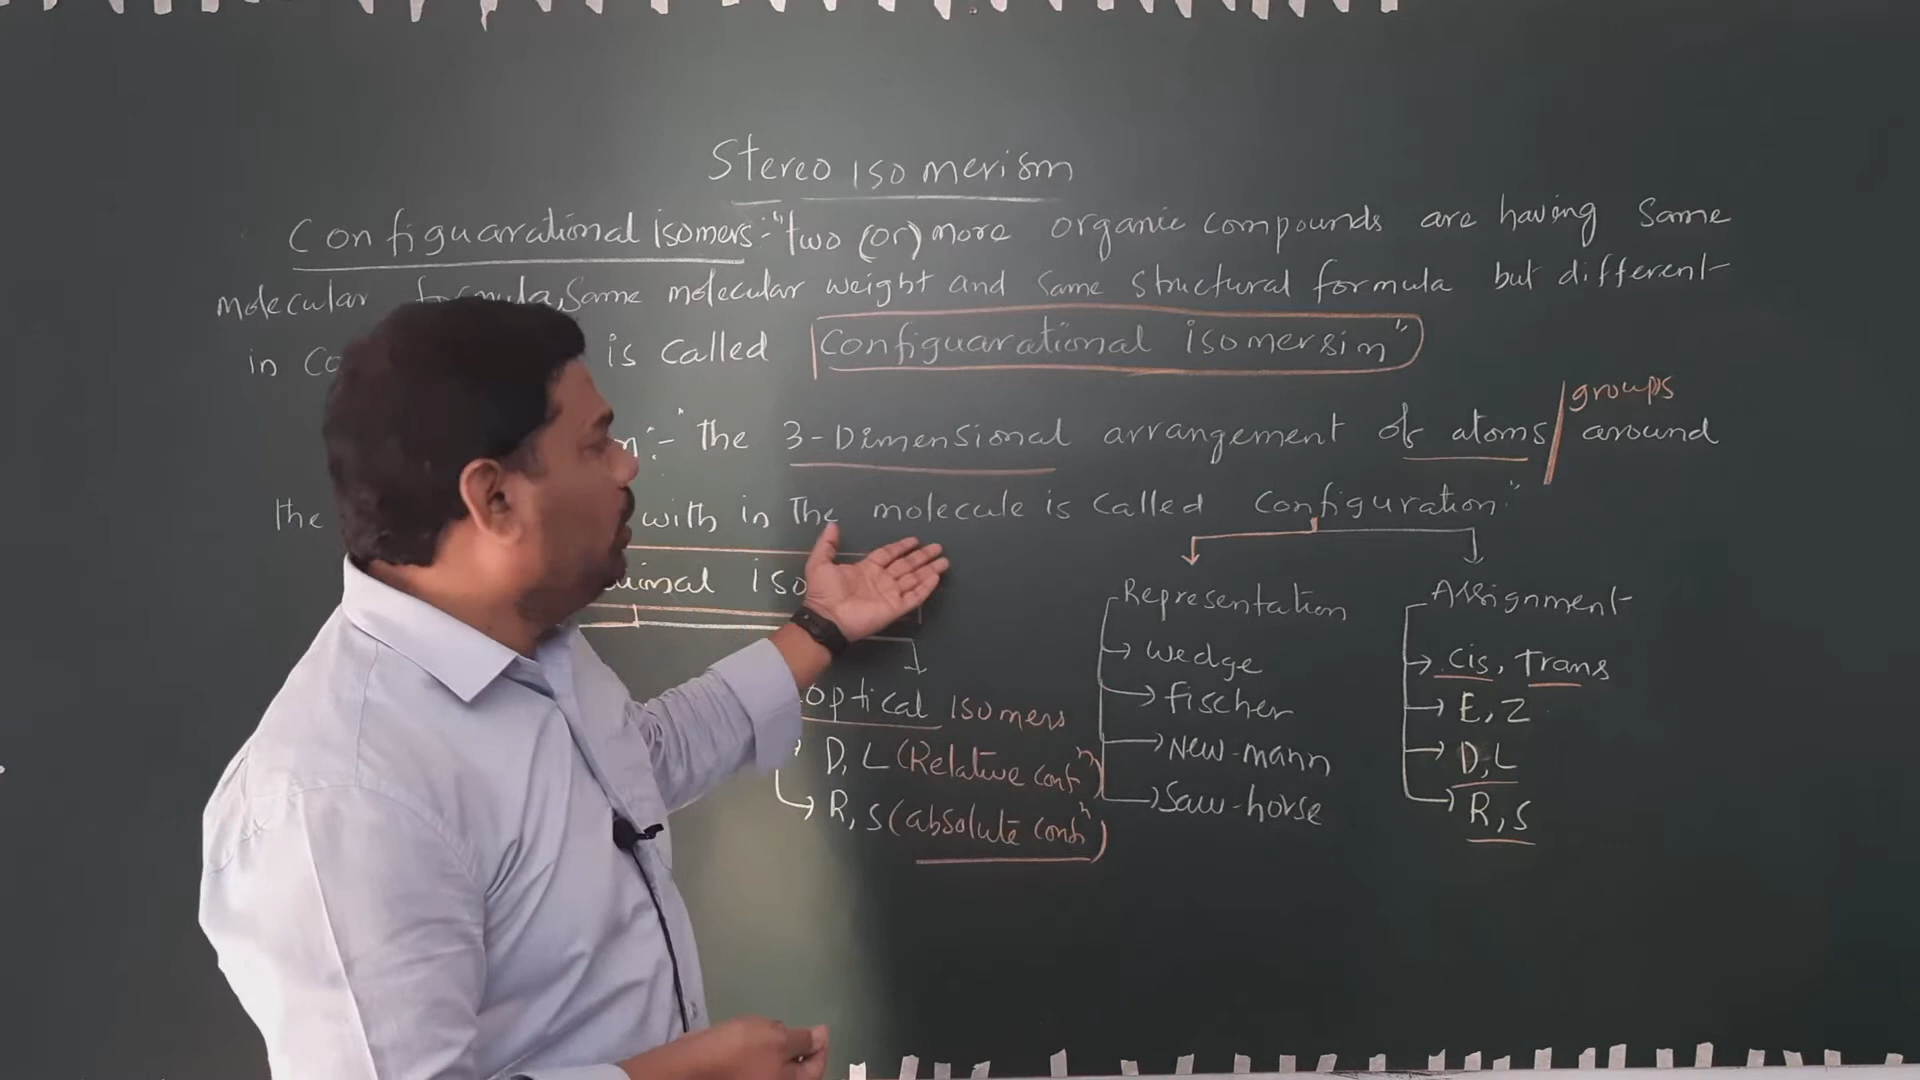 Stereo isomerism
Configuarational isomers :- "two (or) more organic compounds are having same
molecular formula, same molecular weight and same structural formula but different
in is called Configuarational isomersim"
groups
:- "the 3-Dimensional arrangement of atoms / around
the with in the molecule is called Configuration"
Representation
→ wedge
→ fischer
→ New-mann
→ Saw-horse
Assignment
→ cis, trans
→ E, Z
→ D, L
→ R, S
optical isomers
D, L (Relative confⁿ)
→ R, S (absolute confⁿ)